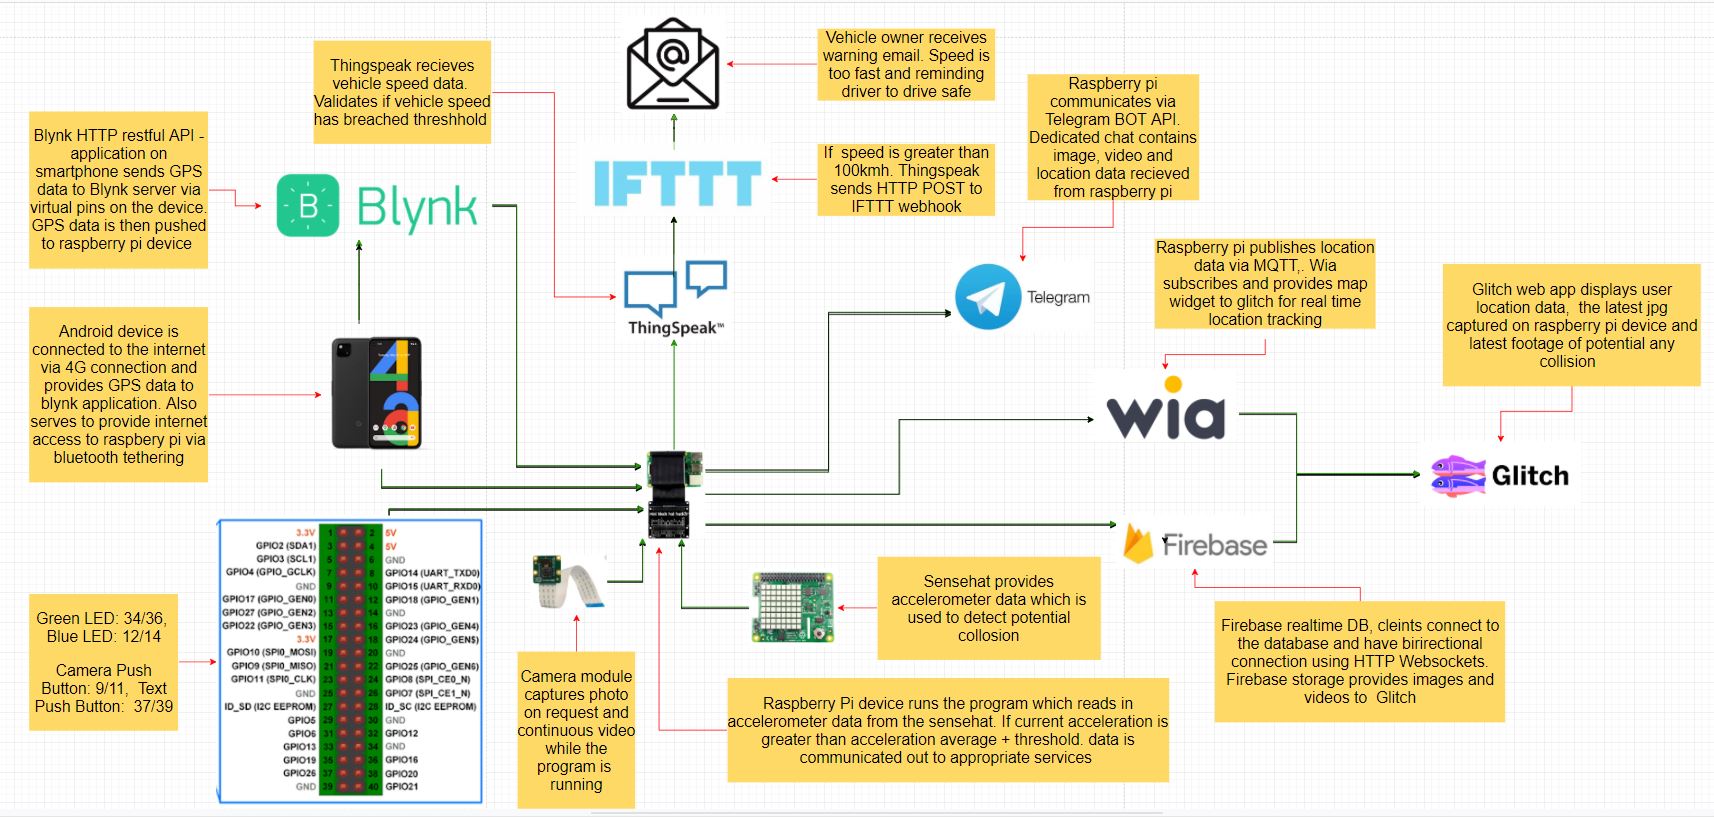 Thingspeak recieves
vehicle speed data.
Validates if vehicle speed
has breached threshhold
Vehicle owner receives
warning email. Speed is
too fast and reminding
driver to drive safe
Raspberry pi
communicates via
Telegram BOT API.
Dedicated chat contains
image, video and
location data recieved
from raspberry pi
Blynk HTTP restful API -
application on
smartphone sends GPS
data to Blynk server via
virtual pins on the device.
GPS data is then pushed
to raspberry pi device
B Blynk
IFTTT
If speed is greater than
100kmh. Thingspeak
sends HTTP POST to
IFTTT webhook
ThingSpeak™
Telegram
Raspberry pi publishes location
data via MQTT,. Wia
subscribes and provides map
widget to glitch for real time
location tracking
Glitch web app displays user
location data, the latest jpg
captured on raspberry pi device and
latest footage of potential any
collision
Android device is
connected to the internet
via 4G connection and
provides GPS data to
blynk application. Also
serves to provide internet
access to raspbery pi via
bluetooth tethering
wia
Glitch
Firebase
3.3V 1 2 5V
GPIO2 (SDA1) 3 4 5V
GPIO3 (SCL1) 5 6 GND
GPIO4 (GPIO_GCLK) 7 8 GPIO14 (UART_TXD0)
GND 9 10 GPIO15 (UART_RXD0)
GPIO17 (GPIO_GEN0) 11 12 GPIO18 (GPIO_GEN1)
GPIO27 (GPIO_GEN2) 13 14 GND
GPIO22 (GPIO_GEN3) 15 16 GPIO23 (GPIO_GEN4)
3.3V 17 18 GPIO24 (GPIO_GEN5)
GPIO10 (SPI0_MOSI) 19 20 GND
GPIO9 (SPI0_MISO) 21 22 GPIO25 (GPIO_GEN6)
GPIO11 (SPI0_CLK) 23 24 GPIO8 (SPI_CE0_N)
GND 25 26 GPIO7 (SPI_CE1_N)
ID_SD (I2C EEPROM) 27 28 ID_SC (I2C EEPROM)
GPIO5 29 30 GND
GPIO6 31 32 GPIO12
GPIO13 33 34 GND
GPIO19 35 36 GPIO16
GPIO26 37 38 GPIO20
GND 39 40 GPIO21
Green LED: 34/36,
Blue LED: 12/14
Camera Push
Button: 9/11, Text
Push Button: 37/39
Camera module
captures photo
on request and
continuous video
while the
program is
running
Sensehat provides
accelerometer data which is
used to detect potential
collosion
Raspberry Pi device runs the program which reads in
accelerometer data from the sensehat. If current acceleration is
greater than acceleration average + threshold. data is
communicated out to appropriate services
Firebase realtime DB, cleints connect to
the database and have birirectional
connection using HTTP Websockets.
Firebase storage provides images and
videos to Glitch